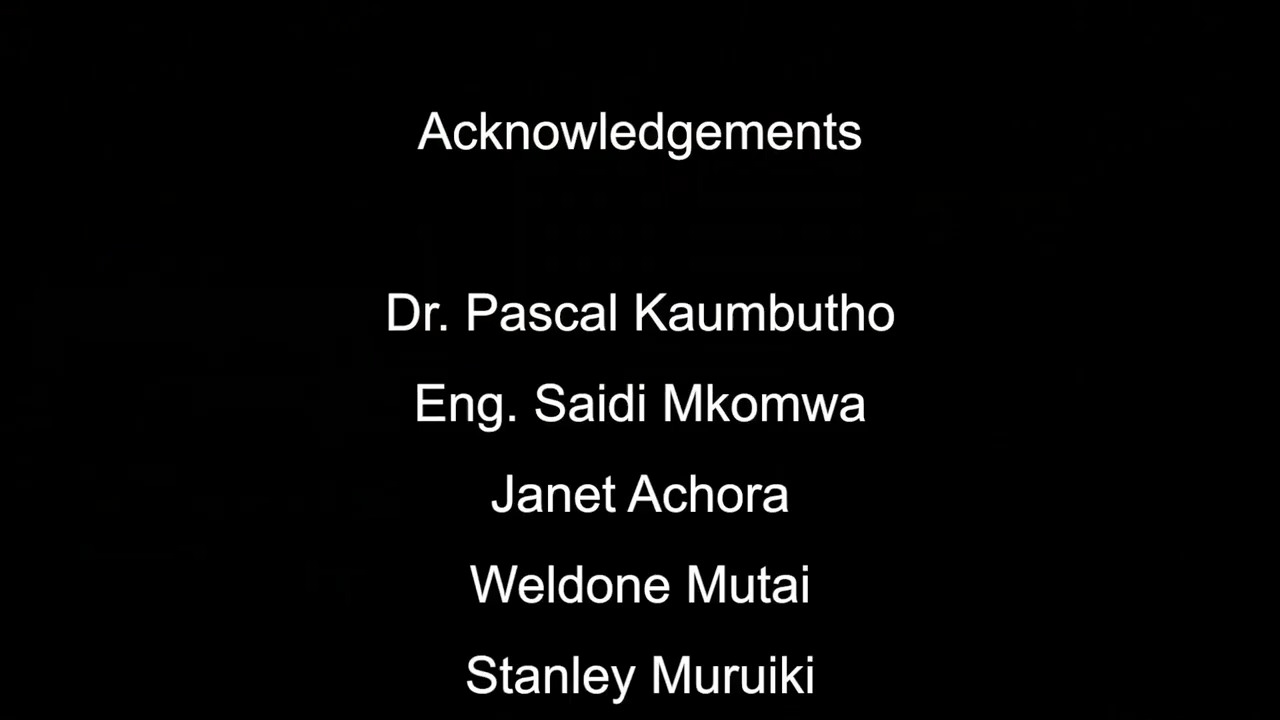 Acknowledgements
Dr. Pascal Kaumbutho
Eng. Saidi Mkomwa
Janet Achora
Weldone Mutai
Stanley Muruiki